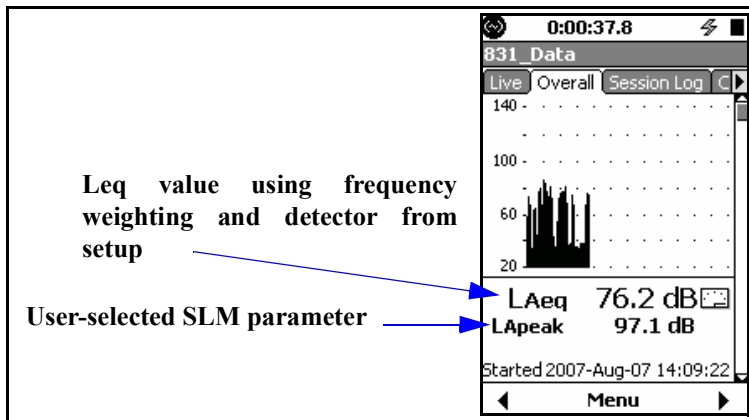 0:00:37.8
831_Data
Live Overall Session Log C
140
100
60
20
Leq value using frequency
weighting and detector from
setup
LAeq 76.2 dB
User-selected SLM parameter
LApeak 97.1 dB
Started 2007-Aug-07 14:09:22
Menu